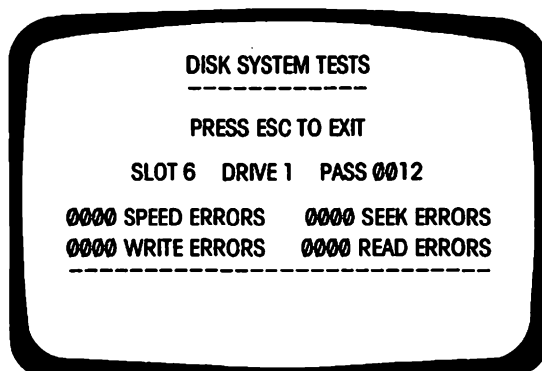 DISK SYSTEM TESTS
PRESS ESC TO EXIT
SLOT 6 DRIVE 1 PASS 0012
0000 SPEED ERRORS 0000 SEEK ERRORS
0000 WRITE ERRORS 0000 READ ERRORS